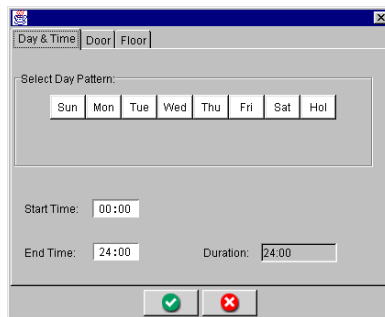 Day & Time Door Floor
Select Day Pattern:
Sun Mon Tue Wed Thu Fri Sat Hol
Start Time: 00:00
End Time: 24:00 Duration: 24:00